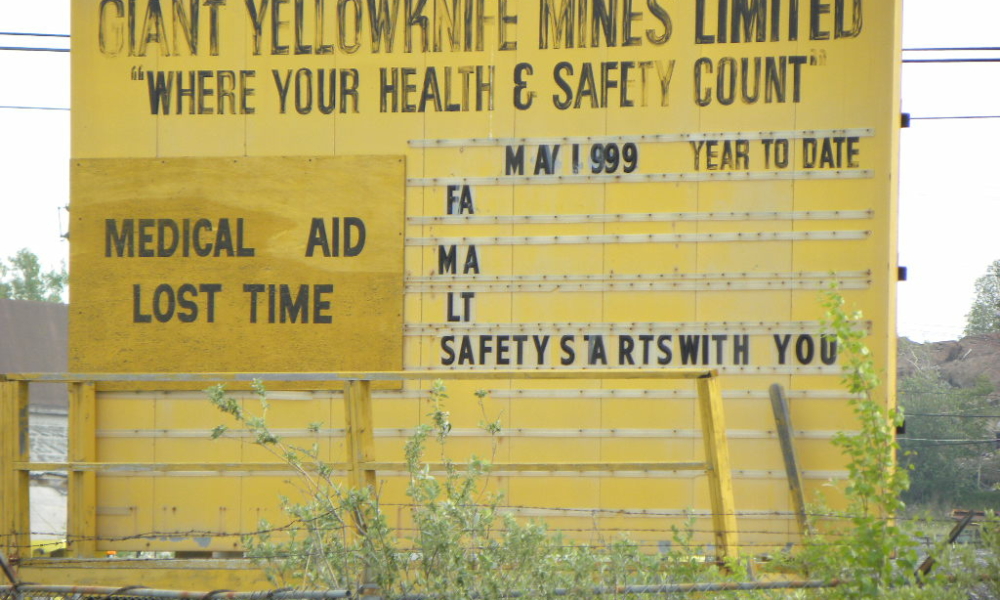 GIANT YELLOWKNIFE MINES LIMITED
"WHERE YOUR HEALTH & SAFETY COUNT"
MAY 1999 YEAR TO DATE
FA
MEDICAL AID
MA
LOST TIME
LT
SAFETY STARTS WITH YOU